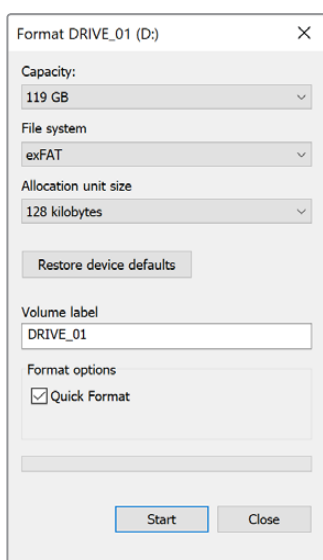 Format DRIVE_01 (D:)
Capacity:
119 GB
File system
exFAT
Allocation unit size
128 kilobytes
Restore device defaults
Volume label
DRIVE_01
Format options
Quick Format
Start Close